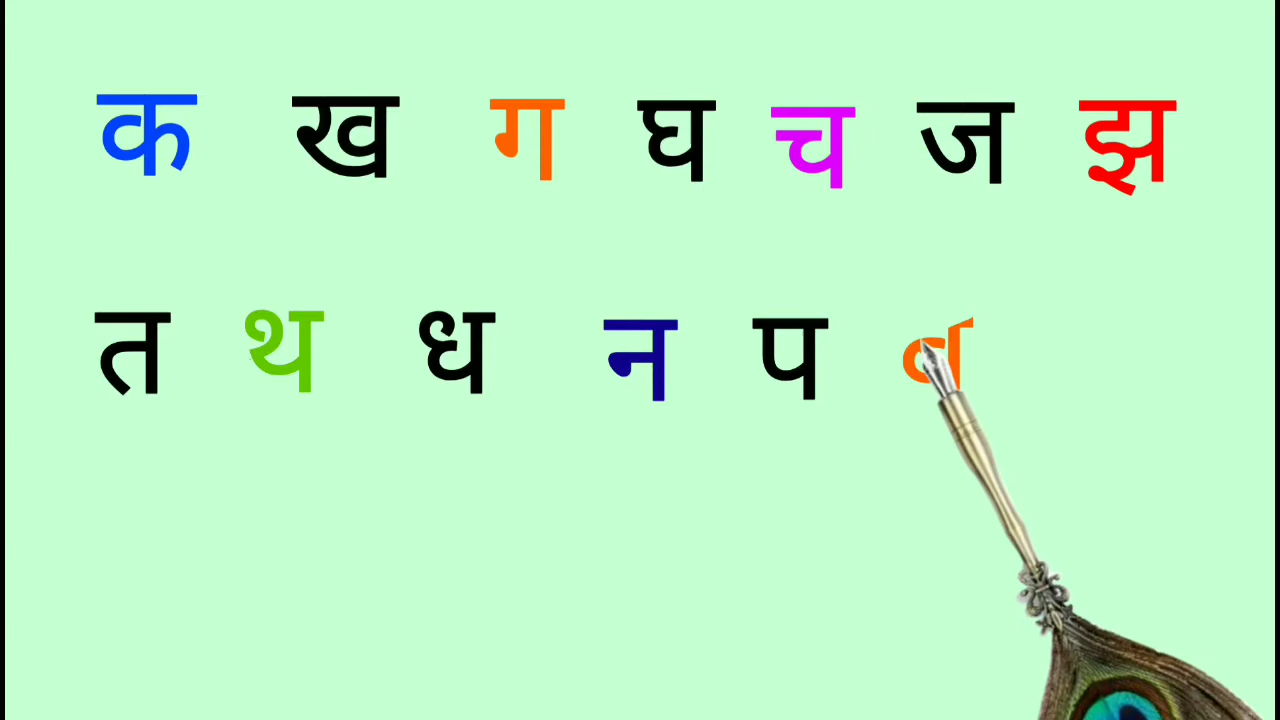 क ख ग घ च ज झ
त थ ध न प